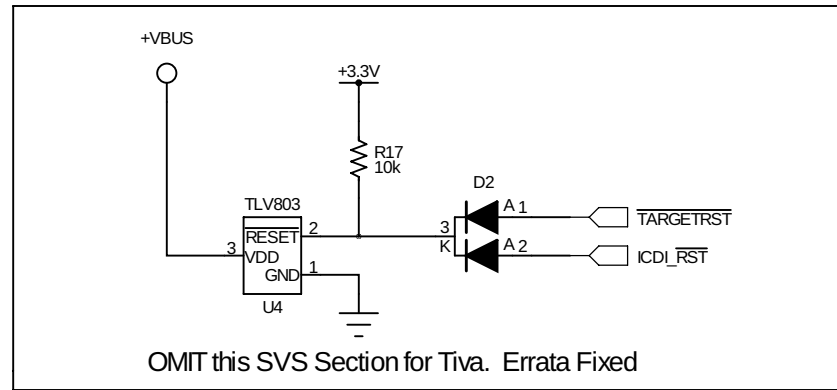 +VBUS
+3.3V
R17
10k
D2
TLV803
RESET
2
3
VDD
GND
1
U4
3
K
A 1
A 2
TARGETRST
ICDI_RST
OMIT this SVS Section for Tiva. Errata Fixed